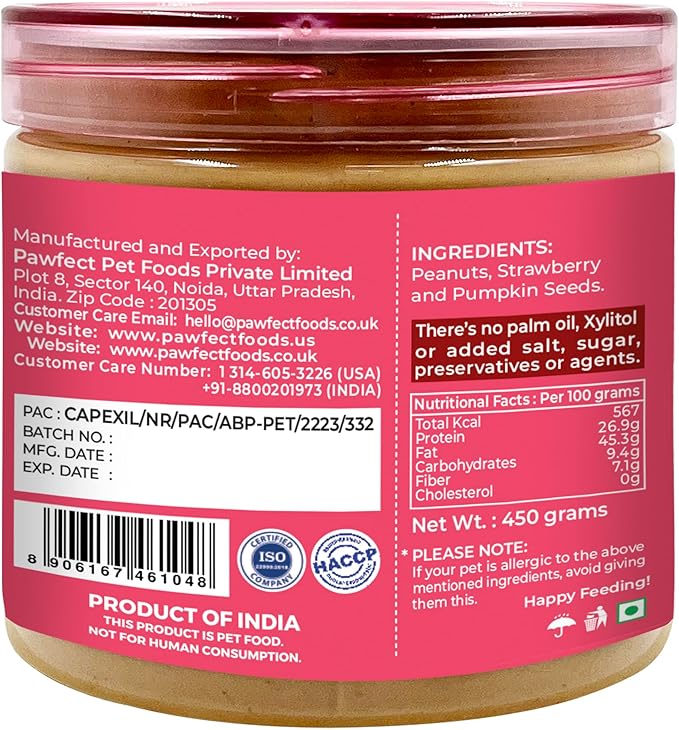 Manufactured and Exported by:
Pawfect Pet Foods Private Limited
Plot 8, Sector 140, Noida, Uttar Pradesh,
India. Zip Code : 201305
Customer Care Email: hello@pawfectfoods.co.uk
Website: www.pawfectfoods.us
Website: www.pawfectfoods.co.uk
Customer Care Number: 1 314-605-3226 (USA)
+91-8800201973 (INDIA)
PAC : CAPEXIL/NR/PAC/ABP-PET/2223/332
BATCH NO. :
MFG. DATE :
EXP. DATE :
8 906167 461048
CERTIFIED
ISO
22000:2018
COMPANY
HACCP
PRODUCT OF INDIA
THIS PRODUCT IS PET FOOD.
NOT FOR HUMAN CONSUMPTION.
INGREDIENTS:
Peanuts, Strawberry
and Pumpkin Seeds.
There's no palm oil, Xylitol
or added salt, sugar,
preservatives or agents.
Nutritional Facts : Per 100 grams
Total Kcal 567
Protein 26.9g
Fat 45.3g
Carbohydrates 9.4g
Fiber 7.1g
Cholesterol 0g
Net Wt. : 450 grams
* PLEASE NOTE:
If your pet is allergic to the above
mentioned ingredients, avoid giving
them this.
Happy Feeding!